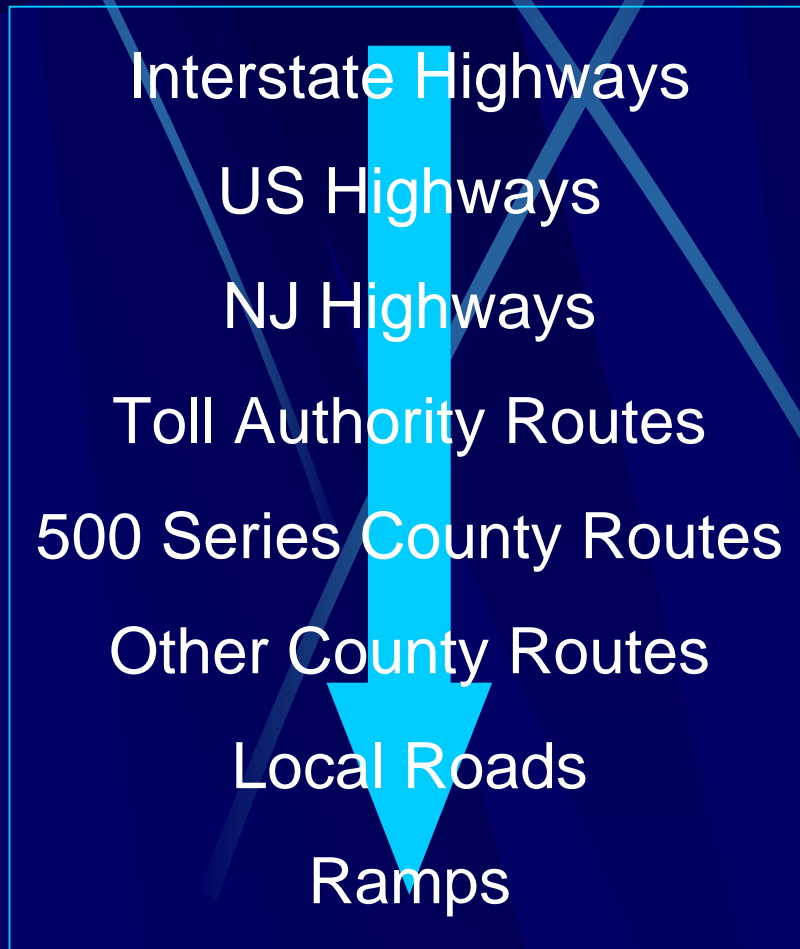 Interstate Highways
US Highways
NJ Highways
Toll Authority Routes
500 Series County Routes
Other County Routes
Local Roads
Ramps